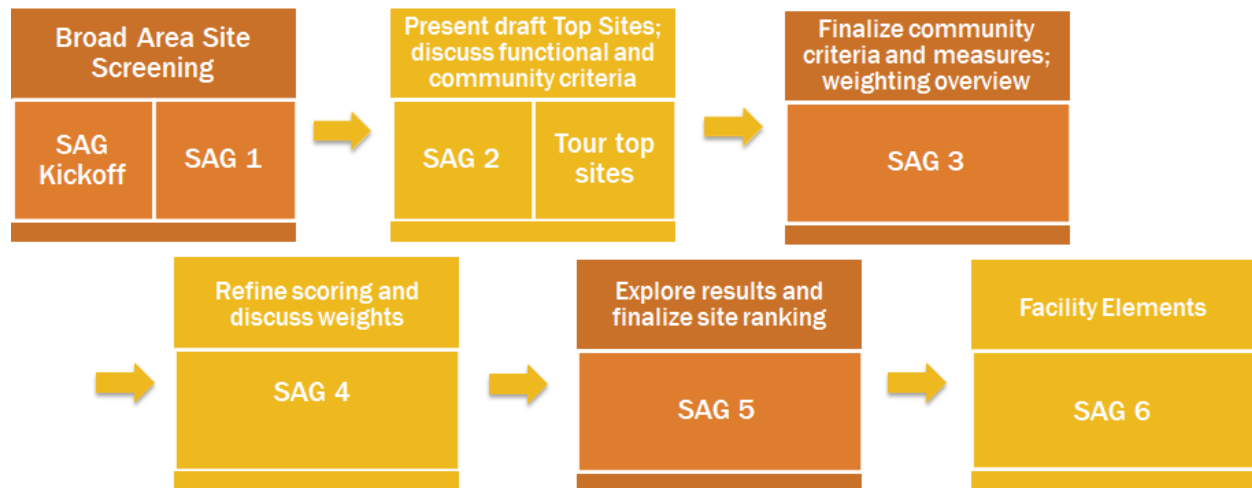 Broad Area Site
Screening
SAG
Kickoff
SAG 1
Present draft Top Sites;
discuss functional and
community criteria
SAG 2
Tour top
sites
Finalize community
criteria and measures;
weighting overview
SAG 3
Refine scoring and
discuss weights
SAG 4
Explore results and
finalize site ranking
SAG 5
Facility Elements
SAG 6